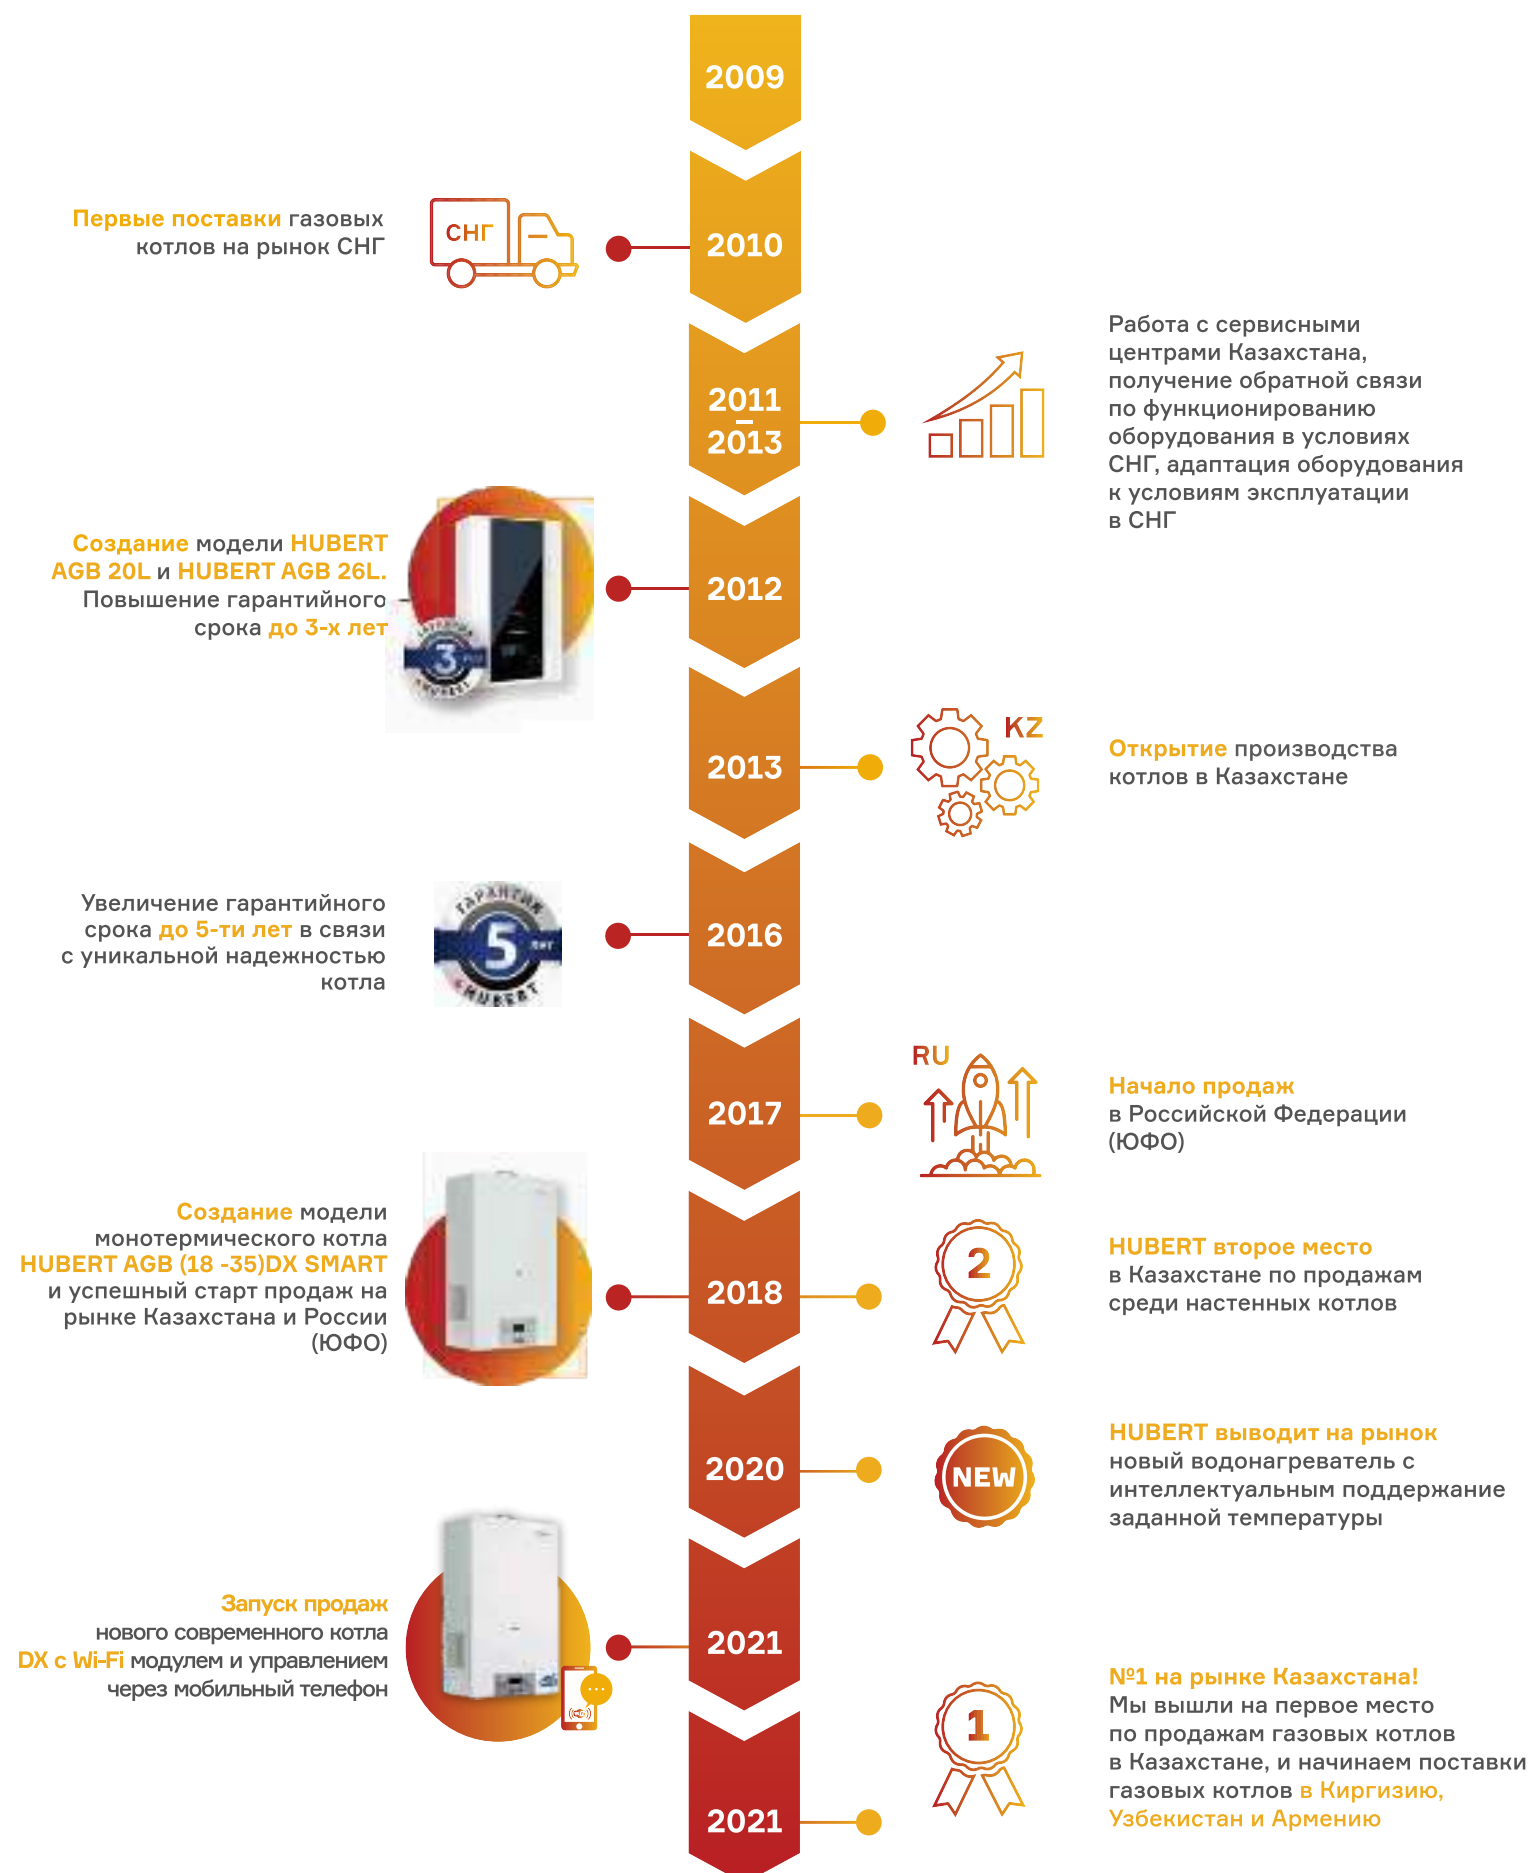 2009
Первые поставки газовых
котлов на рынок СНГ
СНГ
2010
2011
–
2013
Работа с сервисными
центрами Казахстана,
получение обратной связи
по функционированию
оборудования в условиях
СНГ, адаптация оборудования
к условиям эксплуатации
в СНГ
Создание модели HUBERT
AGB 20L и HUBERT AGB 26L.
Повышение гарантийного
срока до 3-х лет
3
HUBERT
2012
2013
KZ
Открытие производства
котлов в Казахстане
Увеличение гарантийного
срока до 5-ти лет в связи
с уникальной надежностью
котла
ГАРАНТИЯ
5 лет
HUBERT
2016
2017
RU
Начало продаж
в Российской Федерации
(ЮФО)
Создание модели
монотермического котла
HUBERT AGB (18 -35)DX SMART
и успешный старт продаж на
рынке Казахстана и России
(ЮФО)
2018
2
HUBERT второе место
в Казахстане по продажам
среди настенных котлов
2020
NEW
HUBERT выводит на рынок
новый водонагреватель с
интеллектуальным поддержание
заданной температуры
Запуск продаж
нового современного котла
DX с Wi-Fi модулем и управлением
через мобильный телефон
2021
2021
1
№1 на рынке Казахстана!
Мы вышли на первое место
по продажам газовых котлов
в Казахстане, и начинаем поставки
газовых котлов в Киргизию,
Узбекистан и Армению